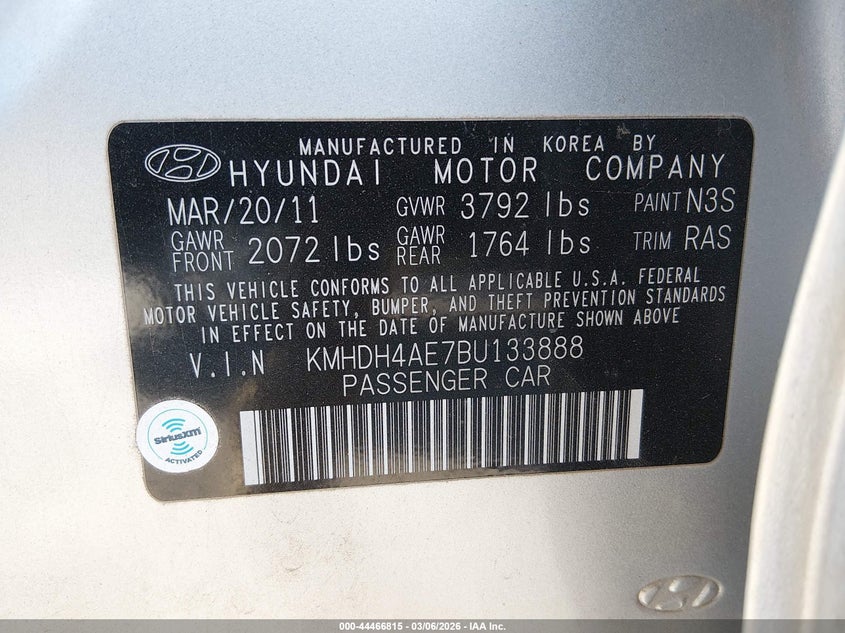 MANUFACTURED IN KOREA BY
HYUNDAI MOTOR COMPANY
MAR/20/11 GVWR 3792 lbs PAINT N3S
GAWR FRONT 2072 lbs GAWR REAR 1764 lbs TRIM RAS
THIS VEHICLE CONFORMS TO ALL APPLICABLE U.S.A. FEDERAL
MOTOR VEHICLE SAFETY, BUMPER, AND THEFT PREVENTION STANDARDS
IN EFFECT ON THE DATE OF MANUFACTURE SHOWN ABOVE
V.I.N KMHDH4AE7BU133888
PASSENGER CAR
SiriusXM
ACTIVATED
000-44466815 - 03/06/2026 - IAA Inc.